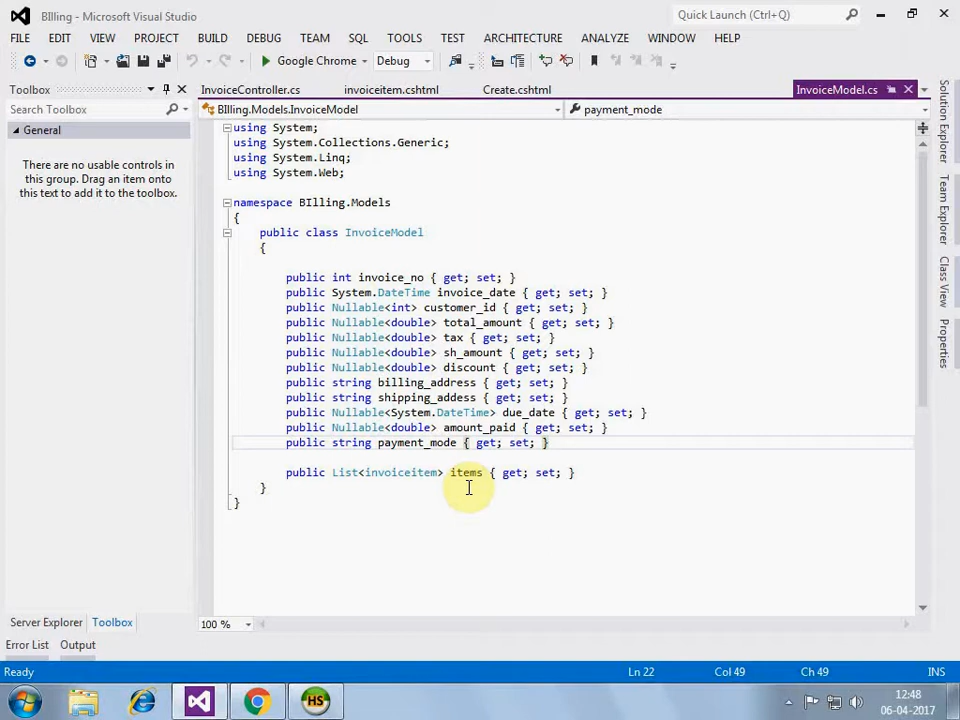 BIlling - Microsoft Visual Studio
Quick Launch (Ctrl+Q)
FILE EDIT VIEW PROJECT BUILD DEBUG TEAM SQL TOOLS TEST ARCHITECTURE ANALYZE WINDOW HELP
Google Chrome Debug
Toolbox
InvoiceController.cs invoiceitem.cshtml Create.cshtml InvoiceModel.cs
Search Toolbox
BIlling.Models.InvoiceModel payment_mode
General
There are no usable controls in
this group. Drag an item onto
this text to add it to the toolbox.
using System;
using System.Collections.Generic;
using System.Linq;
using System.Web;
namespace BIlling.Models
{
public class InvoiceModel
{
public int invoice_no { get; set; }
public System.DateTime invoice_date { get; set; }
public Nullable<int> customer_id { get; set; }
public Nullable<double> total_amount { get; set; }
public Nullable<double> tax { get; set; }
public Nullable<double> sh_amount { get; set; }
public Nullable<double> discount { get; set; }
public string billing_address { get; set; }
public string shipping_addess { get; set; }
public Nullable<System.DateTime> due_date { get; set; }
public Nullable<double> amount_paid { get; set; }
public string payment_mode { get; set; }
public List<invoiceitem> items { get; set; }
}
}
Solution Explorer
Team Explorer
Class View
Properties
100 %
Server Explorer Toolbox
Error List Output
Ready Ln 22 Col 49 Ch 49 INS
HS
12:48
06-04-2017